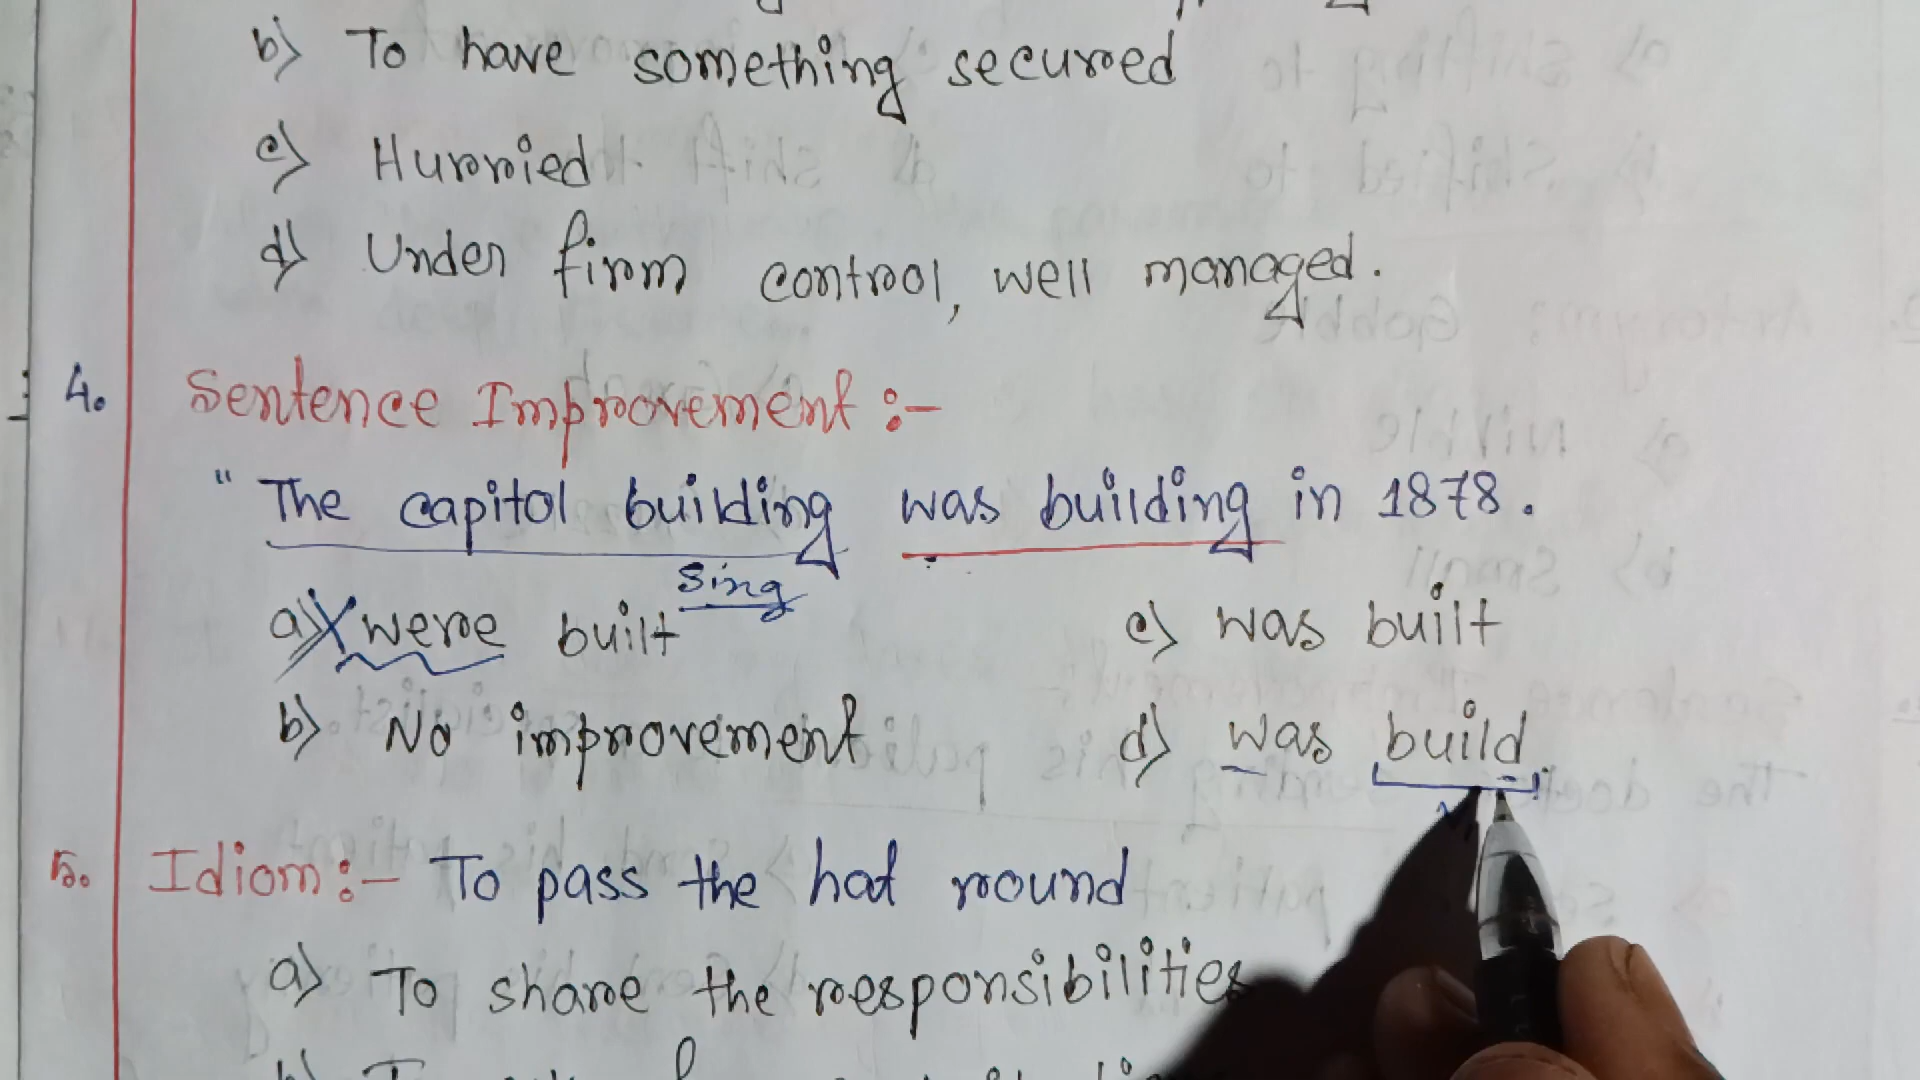 b) To have something secured
c) Hurried
d) Under firm control, well managed.
4. Sentence Improvement :-
" The capitol building was building in 1878.
Sing
a) were built c) was built
b) No improvement d) was build.
5. Idiom :- To pass the hat round
a) To share the responsibilities